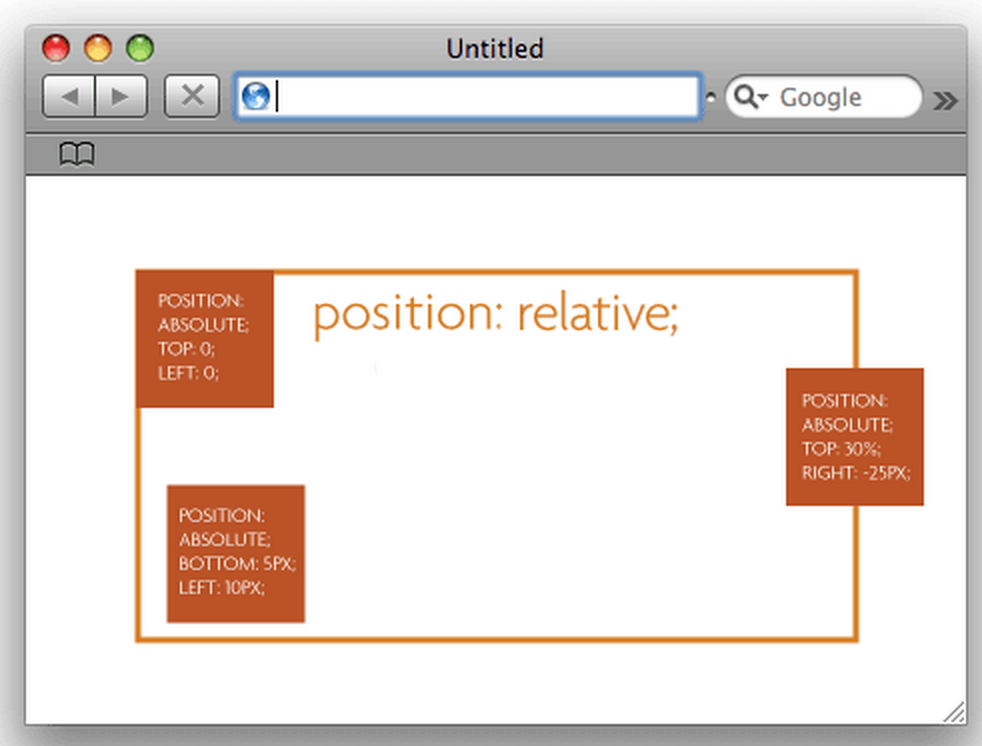 Untitled
Google
position: relative;
POSITION:
ABSOLUTE;
TOP: 0;
LEFT: 0;
POSITION:
ABSOLUTE;
TOP: 30%;
RIGHT: -25PX;
POSITION:
ABSOLUTE;
BOTTOM: 5PX;
LEFT: 10PX;